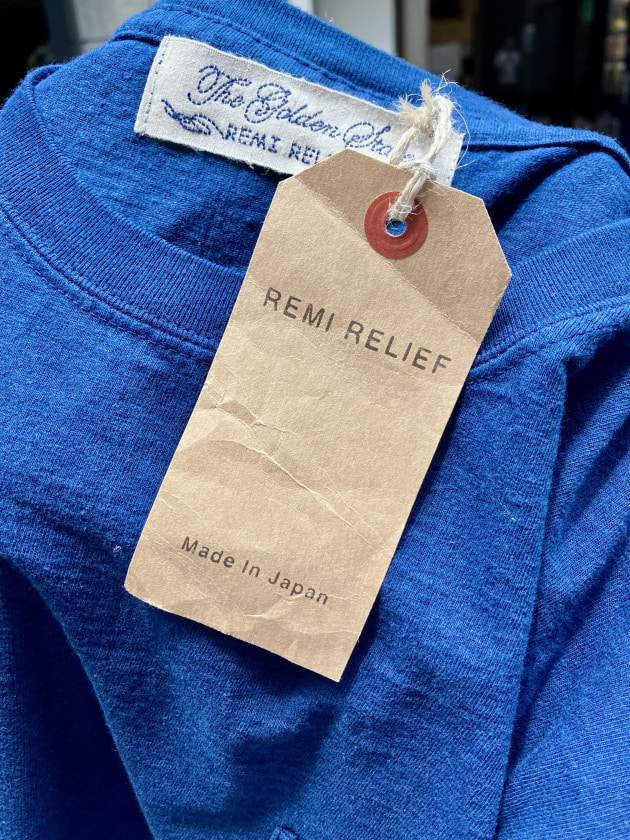 The Golden
REMI
REMI RELIEF
Made In Japan